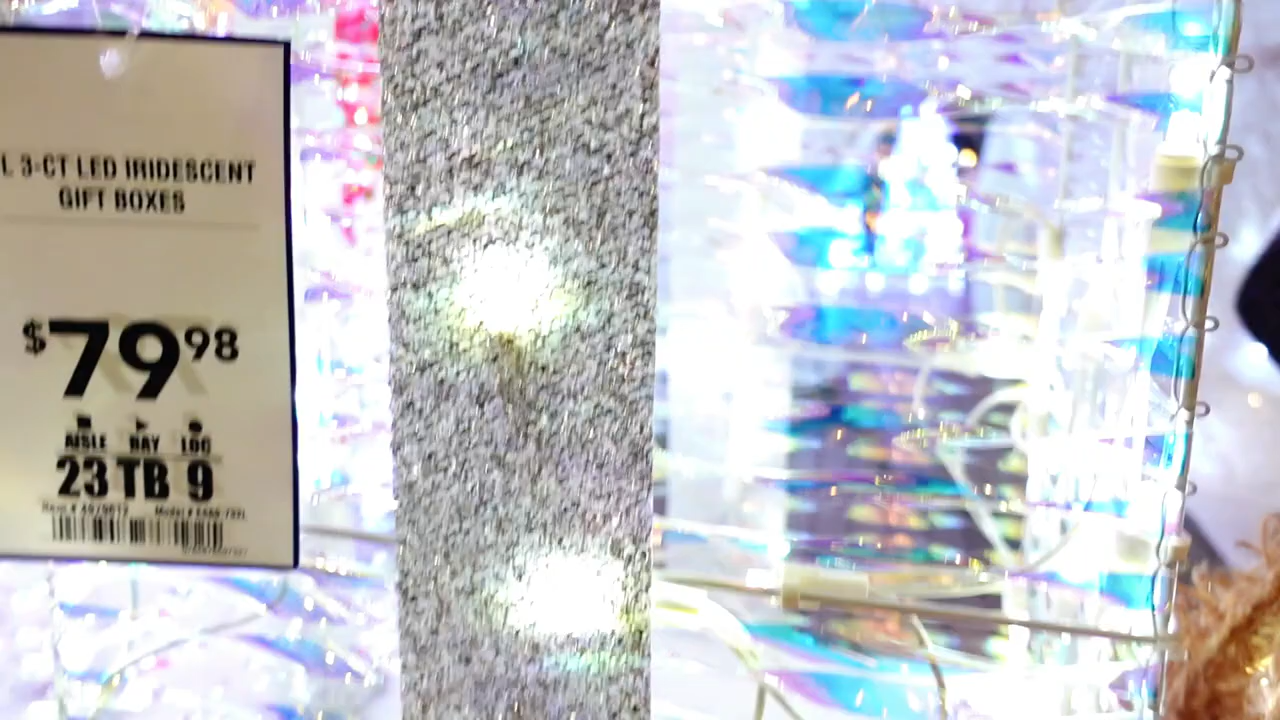 L 3-CT LED IRIDESCENT
GIFT BOXES
$79 98
AISLE BAY LOC
23 TB 9